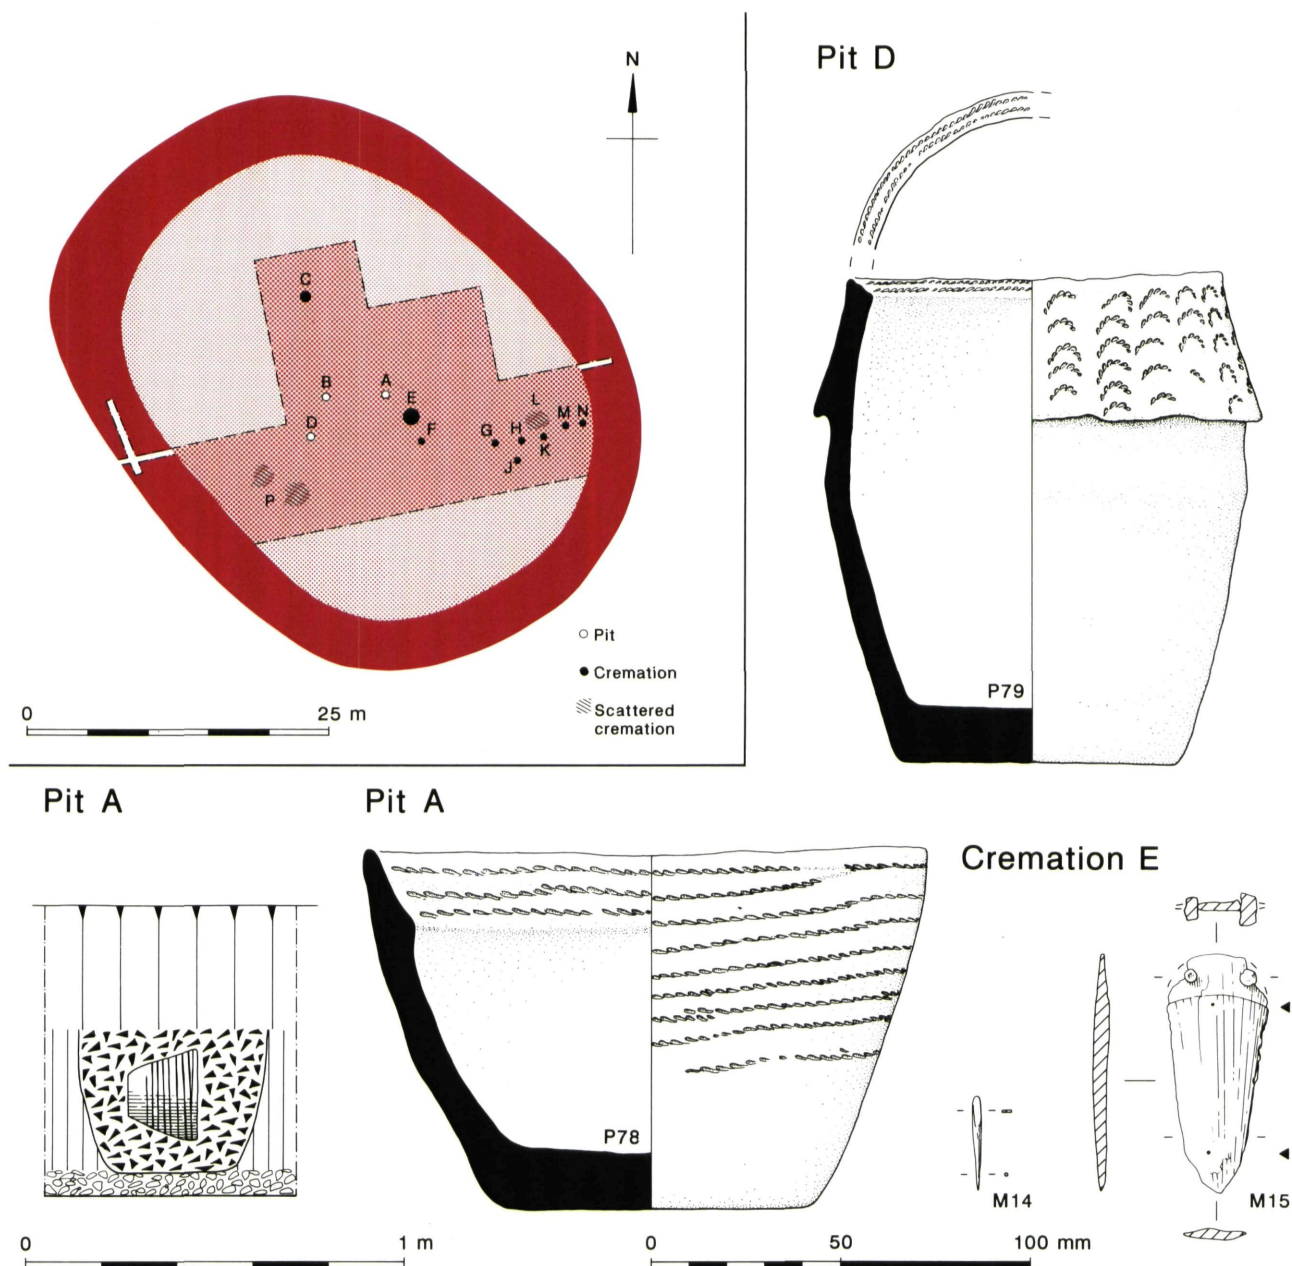 N
Pit D
C
B
A
E
D
F
G
H
L
M N
K
J
P
Pit
Cremation
Scattered
cremation
0 25 m
P79
Pit A
Pit A
Cremation E
P78
M14
M15
0 1 m
0 50 100 mm